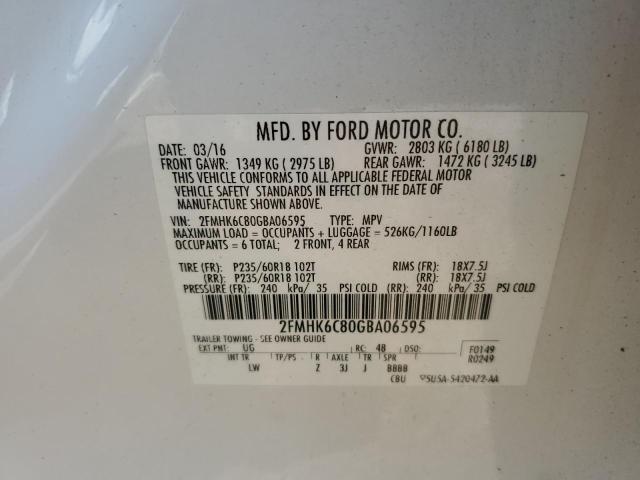 MFD. BY FORD MOTOR CO.
DATE: 03/16 GVWR: 2803 KG ( 6180 LB)
FRONT GAWR: 1349 KG ( 2975 LB) REAR GAWR: 1472 KG ( 3245 LB)
THIS VEHICLE CONFORMS TO ALL APPLICABLE FEDERAL MOTOR
VEHICLE SAFETY STANDARDS IN EFFECT ON THE DATE OF
MANUFACTURE SHOWN ABOVE.
VIN: 2FMHK6C80GBA06595 TYPE: MPV
MAXIMUM LOAD = OCCUPANTS + LUGGAGE = 526KG/1160LB
OCCUPANTS = 6 TOTAL; 2 FRONT, 4 REAR
TIRE (FR): P235/60R18 102T RIMS (FR): 18X7.5J
(RR): P235/60R18 102T (RR): 18X7.5J
PRESSURE (FR): 240 kPa/ 35 PSI COLD (RR): 240 kPa/ 35 PSI COLD
2FMHK6C80GBA06595
TRAILER TOWING - SEE OWNER GUIDE
EXT PNT: UG RC: 48 DSO: F0149
INT TR TP/PS R AXLE TR SPR R0249
LW Z 3J J BBBB
CBU 5U5A-5420472-AA